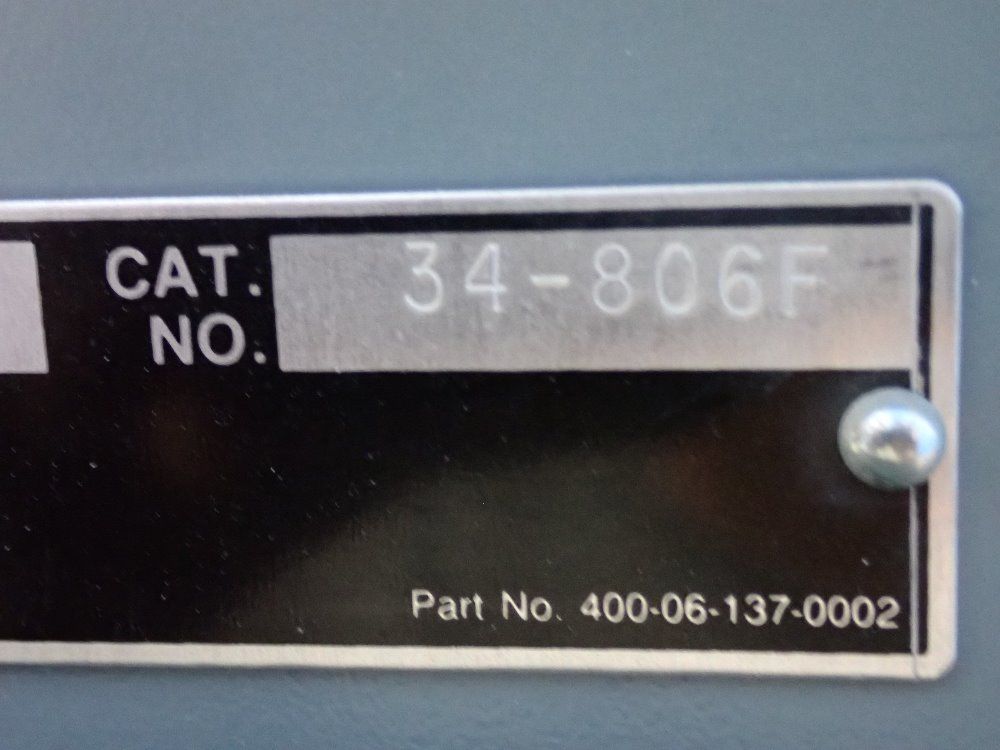 CAT. 34-806F
NO.
Part No. 400-06-137-0002